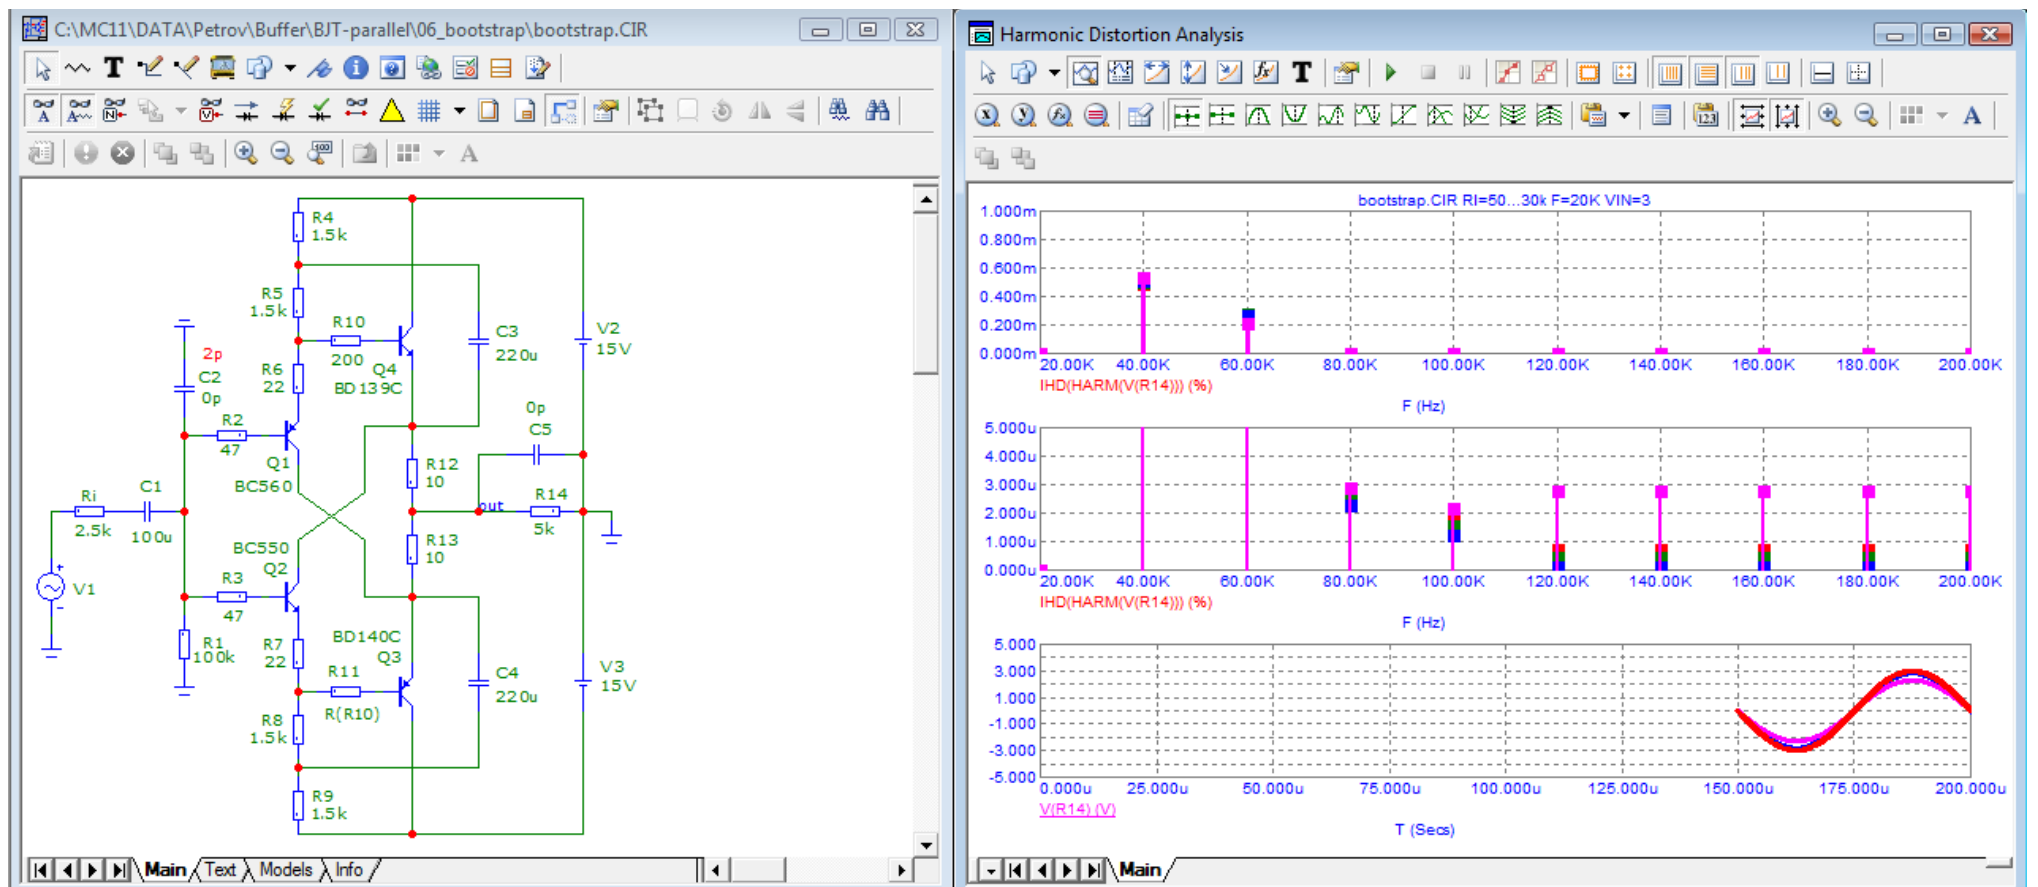 C:\MC11\DATA\Petrov\Buffer\BJT-parallel\06_bootstrap\bootstrap.CIR
R4
1.5k
R5
1.5k
R10
200
Q4
BD139C
C3
220u
V2
15V
2p
C2
0p
R6
22
R2
47
Q1
BC560
0p
C5
R12
10
Ri
2.5k
C1
100u
out
R14
5k
R13
10
BC550
Q2
V1
R3
47
R1
100k
R7
22
BD140C
Q3
R11
R(R10)
C4
220u
V3
15V
R8
1.5k
R9
1.5k
Main
Text
Models
Info
Harmonic Distortion Analysis
bootstrap.CIR RI=50...30k F=20K VIN=3
1.000m
0.800m
0.600m
0.400m
0.200m
0.000m
20.00K 40.00K 60.00K 80.00K 100.00K 120.00K 140.00K 160.00K 180.00K 200.00K
IHD(HARM(V(R14))) (%)
F (Hz)
5.000u
4.000u
3.000u
2.000u
1.000u
0.000u
20.00K 40.00K 60.00K 80.00K 100.00K 120.00K 140.00K 160.00K 180.00K 200.00K
IHD(HARM(V(R14))) (%)
F (Hz)
5.000
3.000
1.000
-1.000
-3.000
-5.000
0.000u 25.000u 50.000u 75.000u 100.000u 125.000u 150.000u 175.000u 200.000u
V(R14) (V)
T (Secs)
Main